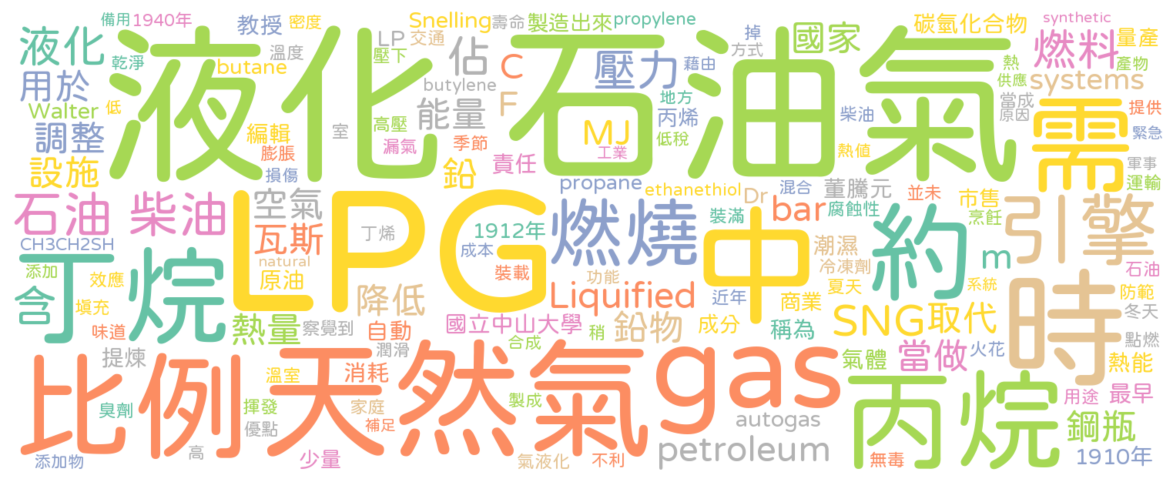 備用
1940年
教授
密度
Snelling
壽命
製造出來
propylene
掉
國家
碳氫化合物
synthetic
液化
乾淨
溫度
LP
交通
壓下
佔
C
壓力
方式
藉由
熱
供應
燃料
量產
產物
用於
butane
液化石油氣
butylene
systems
Walter
低
編輯
室
高壓
能量
F
MJ
地方
丙烯
柴油
當成
原因
需
提供
調整
膨脹
漏氣
季節
工業
低稅
熱值
緊急
設施
損傷
鉛
責任
軍事
運輸
石油
柴油
空氣
propane
ethanethiol
Dr
混合
董騰元
並未
市售
烹飪
瓦斯
丁烯
LPG
1912年
燃燒
裝滿
bar
腐蝕性
引擎
CH3CH2SH
natural
成本
中
潮濕
約
m
丁烷
添加
效應
原油
裝載
功能
冷凍劑
石油
含
填充
降低
Liquified
近年
夏天
系統
防範
商業
時
味道
熱量
察覺到
自動
國立中山大學
稍
鉛物
成分
稱為
SNG
取代
冬天
提煉
潤滑
合成
氣體
當做
火花
點燃
比例
天然氣
gas
溫室
消耗
熱能
臭劑
揮發
家庭
製成
autogas
丙烷
用途
最早
優點
補足
petroleum
鋼瓶
添加物
高
少量
氣液化
不利
無毒
1910年